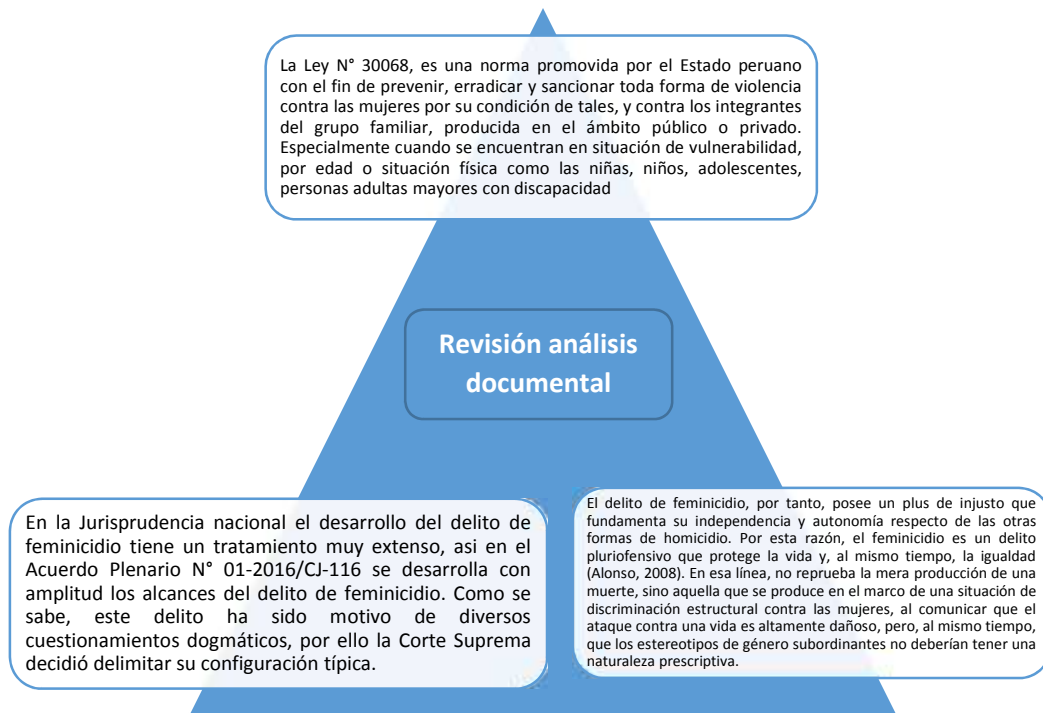 La Ley N° 30068, es una norma promovida por el Estado peruano
con el fin de prevenir, erradicar y sancionar toda forma de violencia
contra las mujeres por su condición de tales, y contra los integrantes
del grupo familiar, producida en el ámbito público o privado.
Especialmente cuando se encuentran en situación de vulnerabilidad,
por edad o situación física como las niñas, niños, adolescentes,
personas adultas mayores con discapacidad
Revisión análisis
documental
En la Jurisprudencia nacional el desarrollo del delito de
feminicidio tiene un tratamiento muy extenso, asi en el
Acuerdo Plenario N° 01-2016/CJ-116 se desarrolla con
amplitud los alcances del delito de feminicidio. Como se
sabe, este delito ha sido motivo de diversos
cuestionamientos dogmáticos, por ello la Corte Suprema
decidió delimitar su configuración típica.
El delito de feminicidio, por tanto, posee un plus de injusto que
fundamenta su independencia y autonomía respecto de las otras
formas de homicidio. Por esta razón, el feminicidio es un delito
pluriofensivo que protege la vida y, al mismo tiempo, la igualdad
(Alonso, 2008). En esa línea, no reprueba la mera producción de una
muerte, sino aquella que se produce en el marco de una situación de
discriminación estructural contra las mujeres, al comunicar que el
ataque contra una vida es altamente dañoso, pero, al mismo tiempo,
que los estereotipos de género subordinantes no deberían tener una
naturaleza prescriptiva.